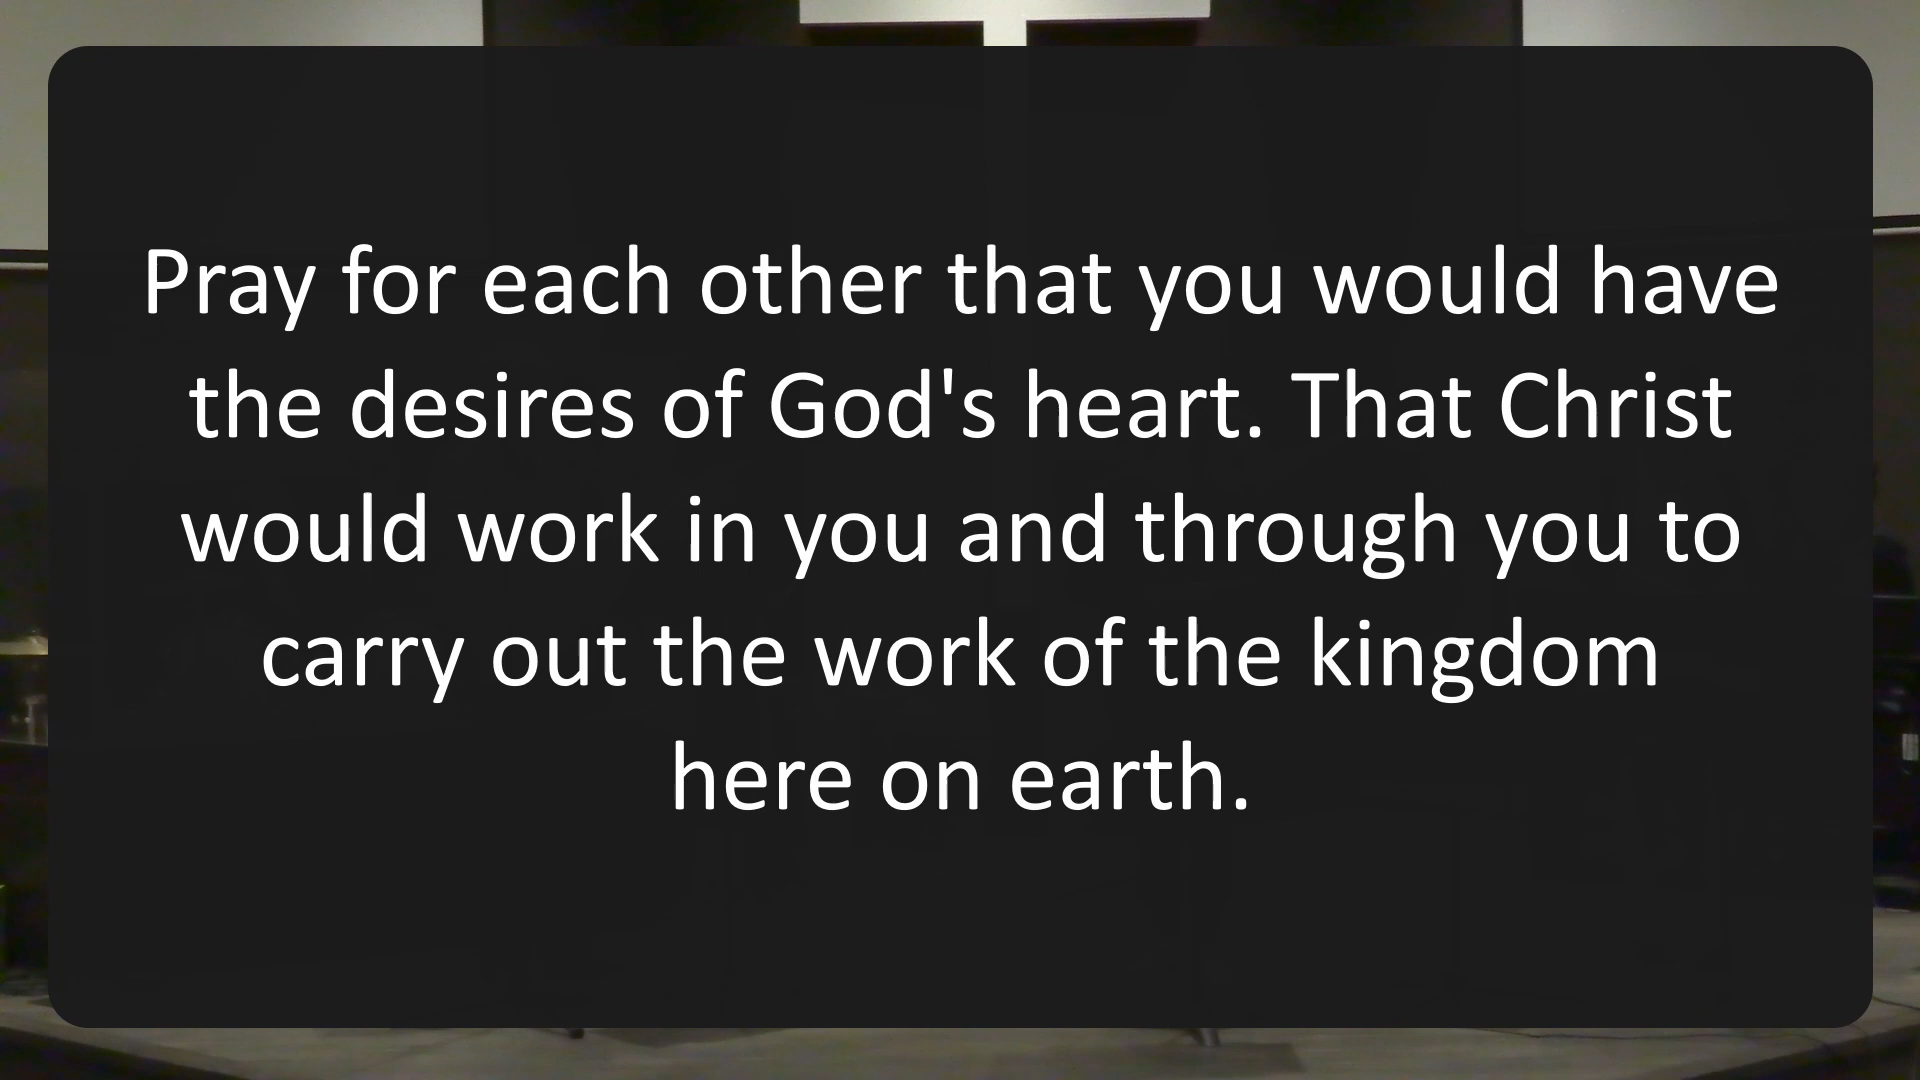 Pray for each other that you would have
the desires of God's heart. That Christ
would work in you and through you to
carry out the work of the kingdom
here on earth.